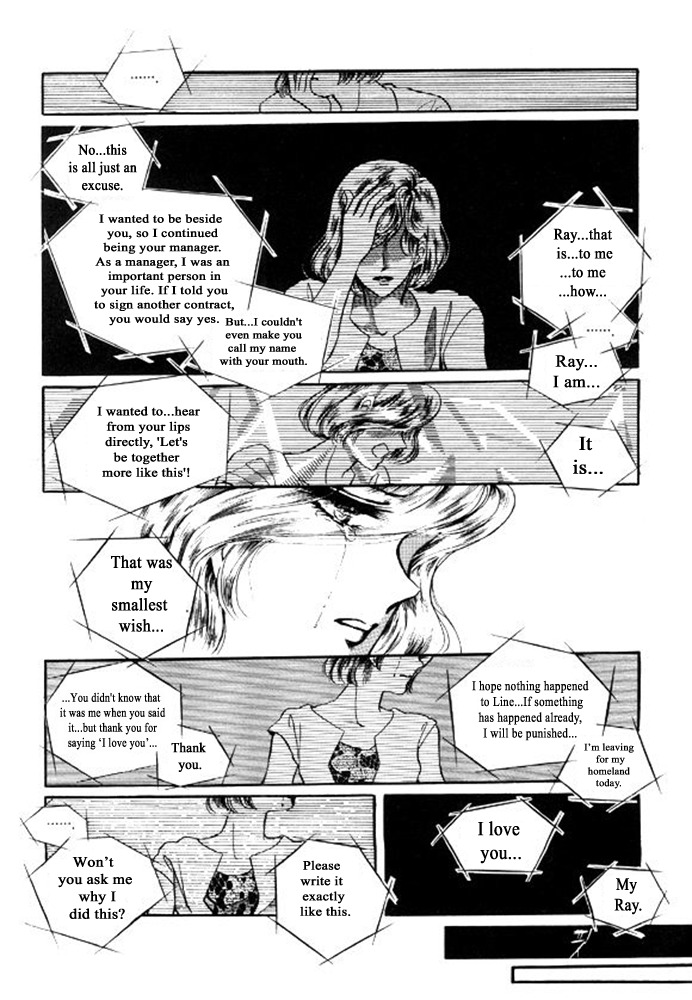 .......
No...this
is all just an
excuse.
I wanted to be beside
you, so I continued
being your manager.
As a manager, I was an
important person in
your life. If I told you
to sign another contract,
you would say yes.
But...I couldn't
even make you
call my name
with your mouth.
Ray...that
is...to me
...to me
...how...
.......
Ray...
I am...
I wanted to...hear
from your lips
directly, 'Let's
be together
more like this'!
It
is...
That was
my
smallest
wish...
...You didn't know that
it was me when you said
it...but thank you for
saying ‘I love you’...
Thank
you.
I hope nothing happened
to Line...If something
has happened already,
I will be punished...
I'm leaving
for my
homeland
today.
.......
Won’t
you ask me
why I
did this?
Please
write it
exactly
like this.
I love
you...
My
Ray.